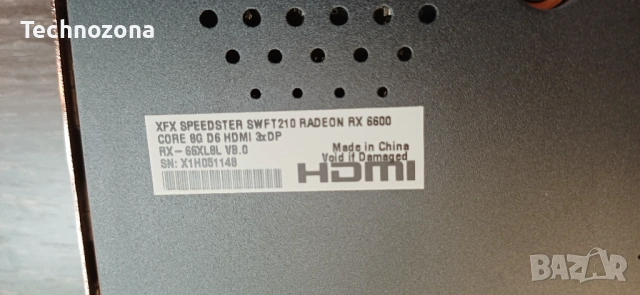 Technozona
XFX SPEEDSTER SWFT210 RADEON RX 6600
CORE 8G D6 HDMI 3xDP
RX-66XL8L V8.0
SN: X1H051148
Made in China
Void if Damaged
HDMI
BAZAR.bg